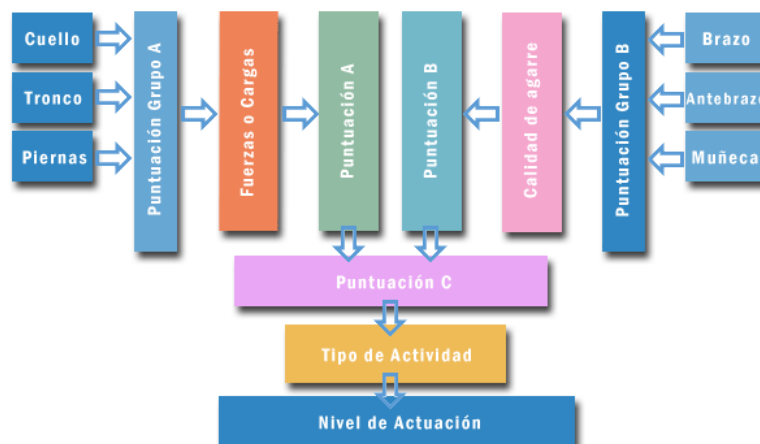 Cuello
Tronco
Piernas
Puntuación Grupo A
Fuerzas o Cargas
Puntuación A
Puntuación B
Calidad de agarre
Puntuación Grupo B
Brazo
Antebrazo
Muñeca
Puntuación C
Tipo de Actividad
Nivel de Actuación